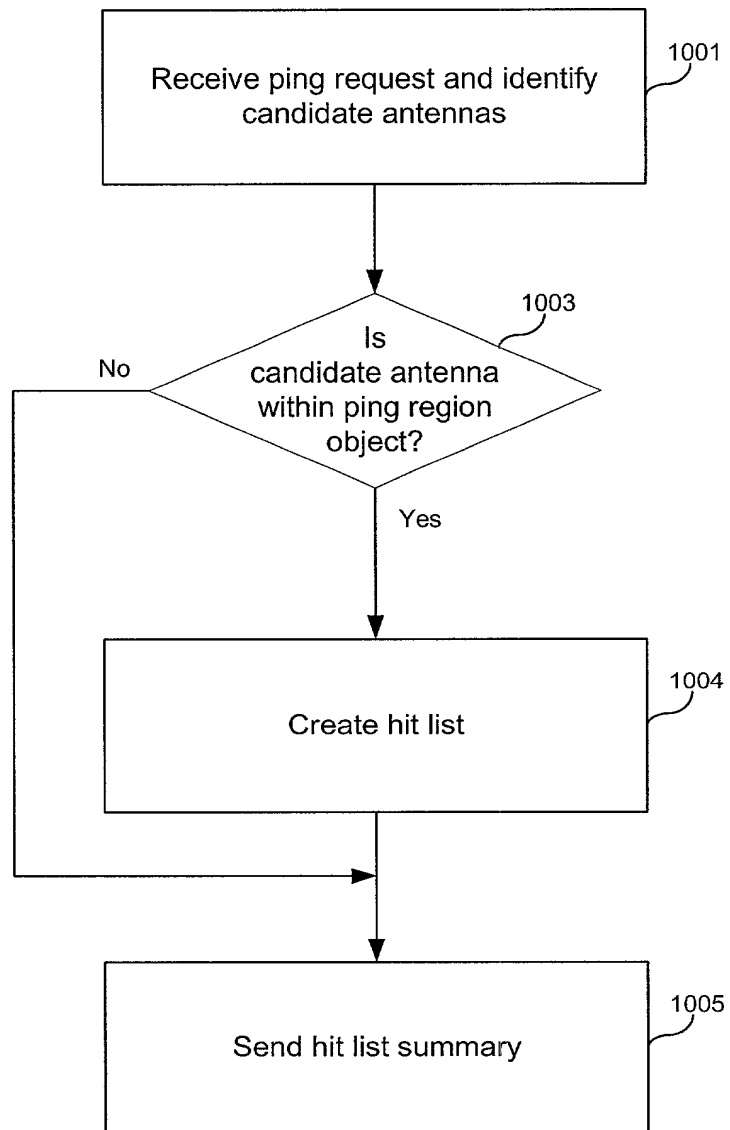 Receive ping request and identify
candidate antennas
1001
Is
candidate antenna
within ping region
object?
1003
No
Yes
Create hit list
1004
Send hit list summary
1005